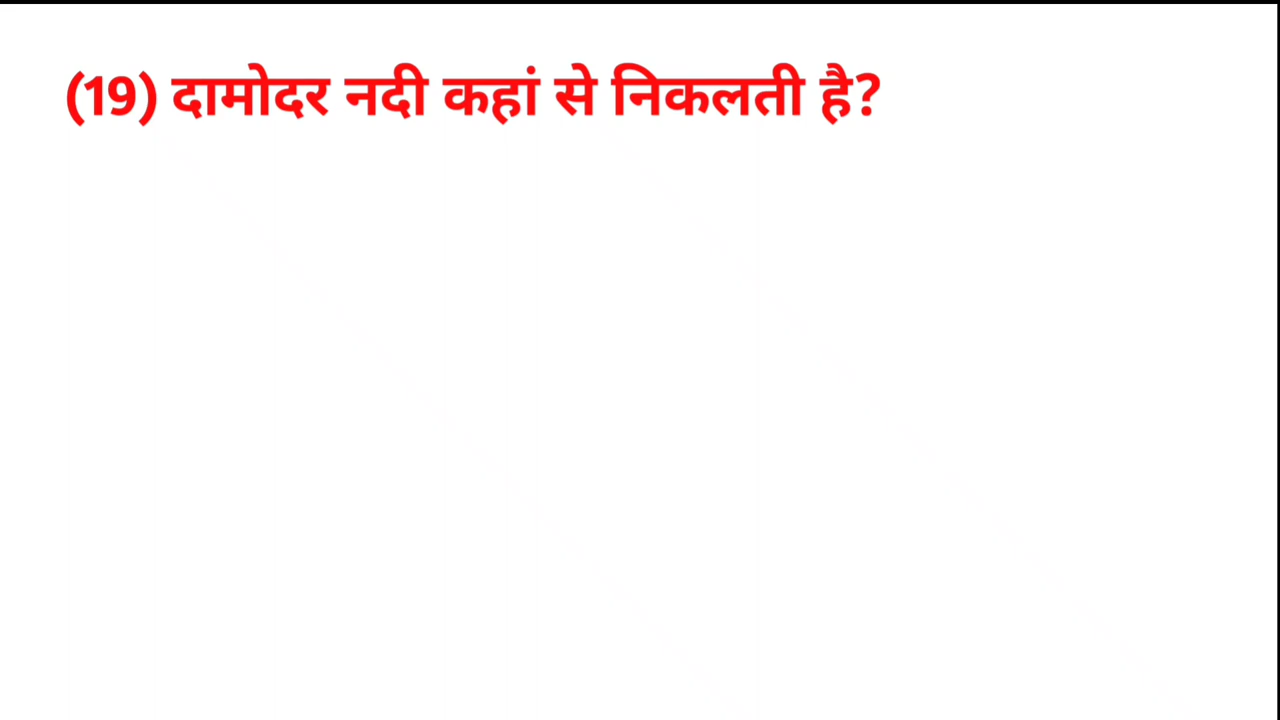 (19) दामोदर नदी कहां से निकलती है?